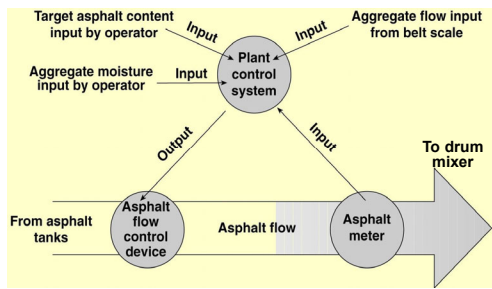 Target asphalt content
input by operator
Input
Input
Aggregate flow input
from belt scale
Aggregate moisture
input by operator
Input
Plant
control
system
Output
Input
To drum
mixer
From asphalt
tanks
Asphalt
flow
control
device
Asphalt flow
Asphalt
meter